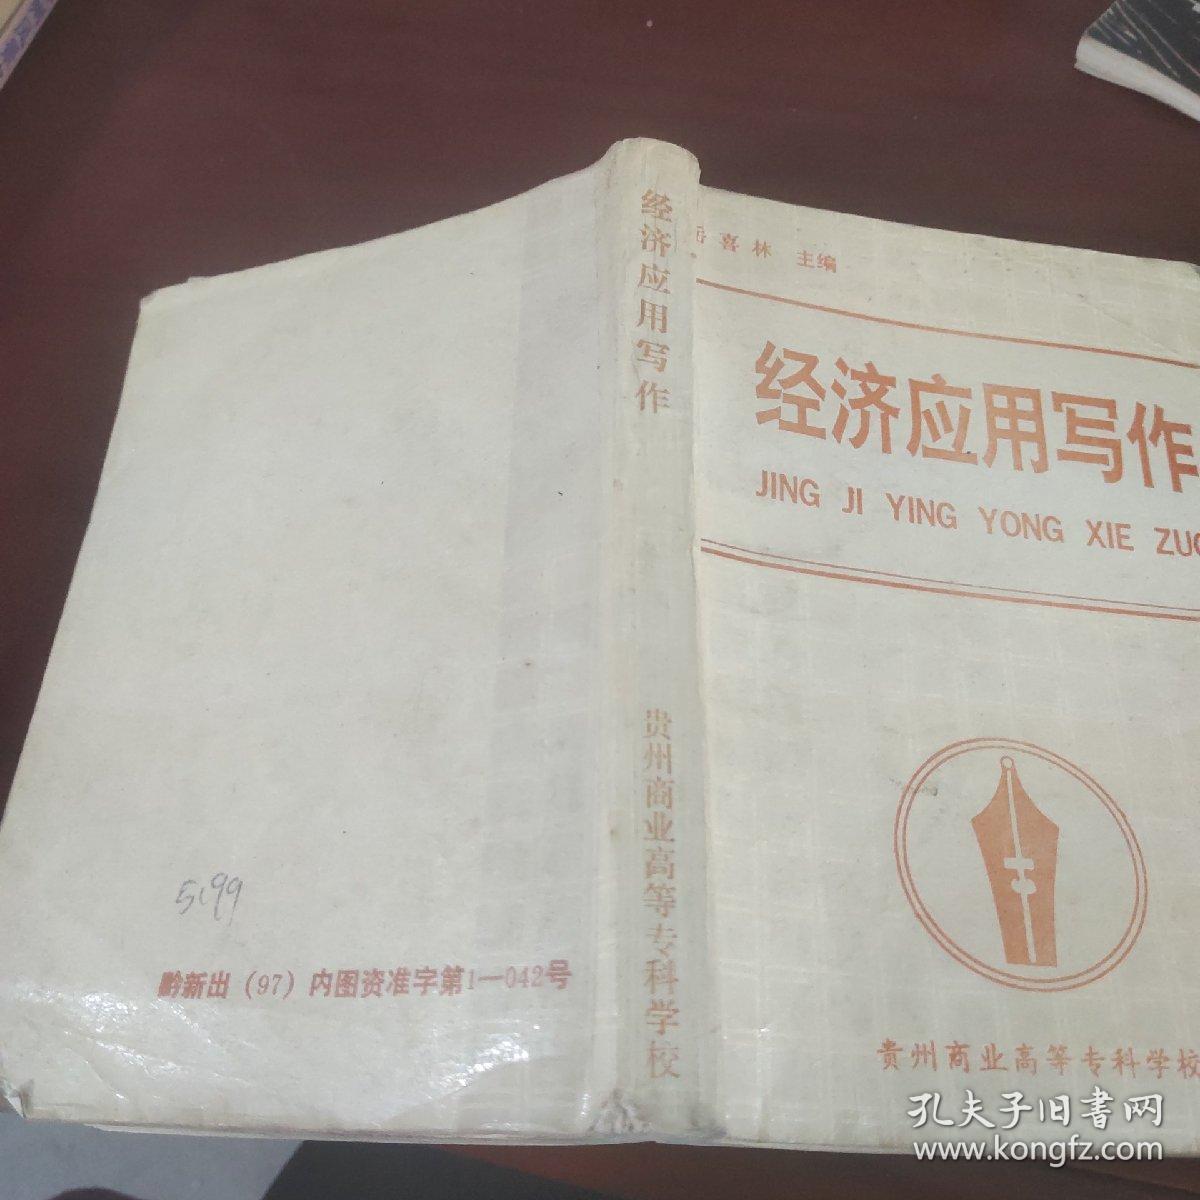 经济应用写作
贵州商业高等专科学校
喜林 主编
经济应用写作
JING JI YING YONG XIE ZUO
贵州商业高等专科学校
5.99
黔新出(97)内图资准字第1—042号
孔夫子旧書网
www.kongfz.com